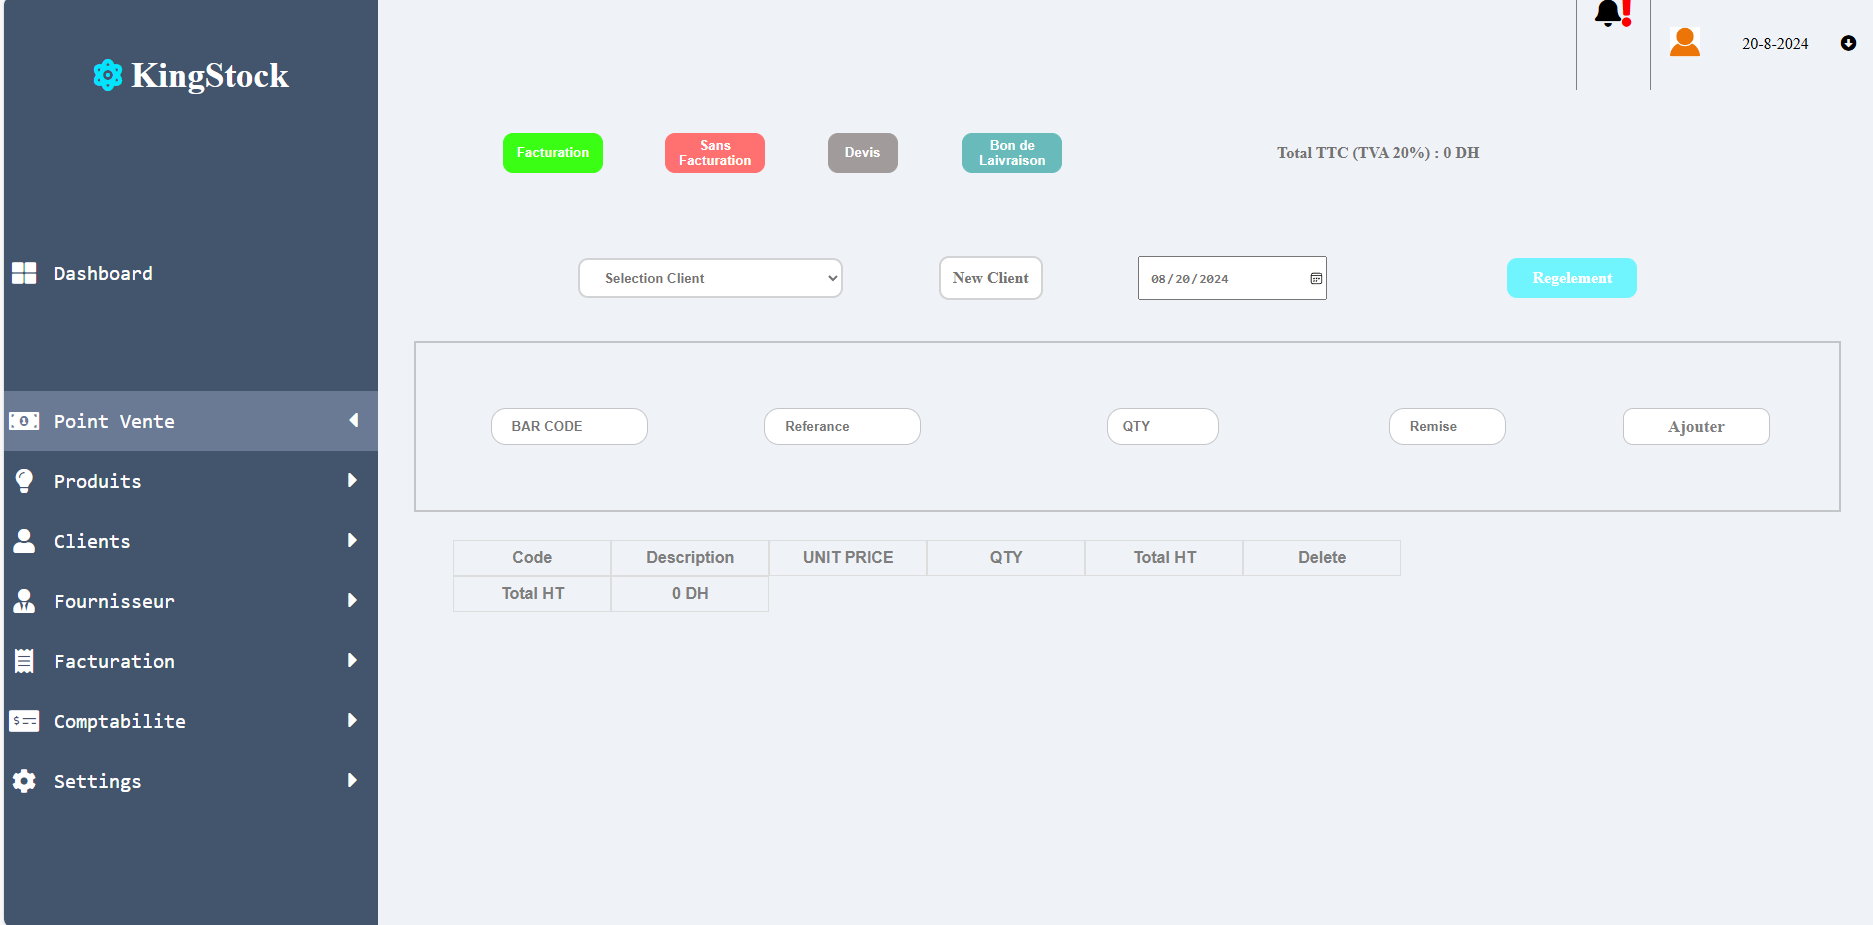 KingStock
20-8-2024
Facturation
Sans
Facturation
Devis
Bon de
Laivraison
Total TTC (TVA 20%) : 0 DH
Selection Client
New Client
08/20/2024
Regelement
BAR CODE
Referance
QTY
Remise
Ajouter
Code Description UNIT PRICE QTY Total HT Delete
Total HT 0 DH
Dashboard
Point Vente
Produits
Clients
Fournisseur
Facturation
Comptabilite
Settings